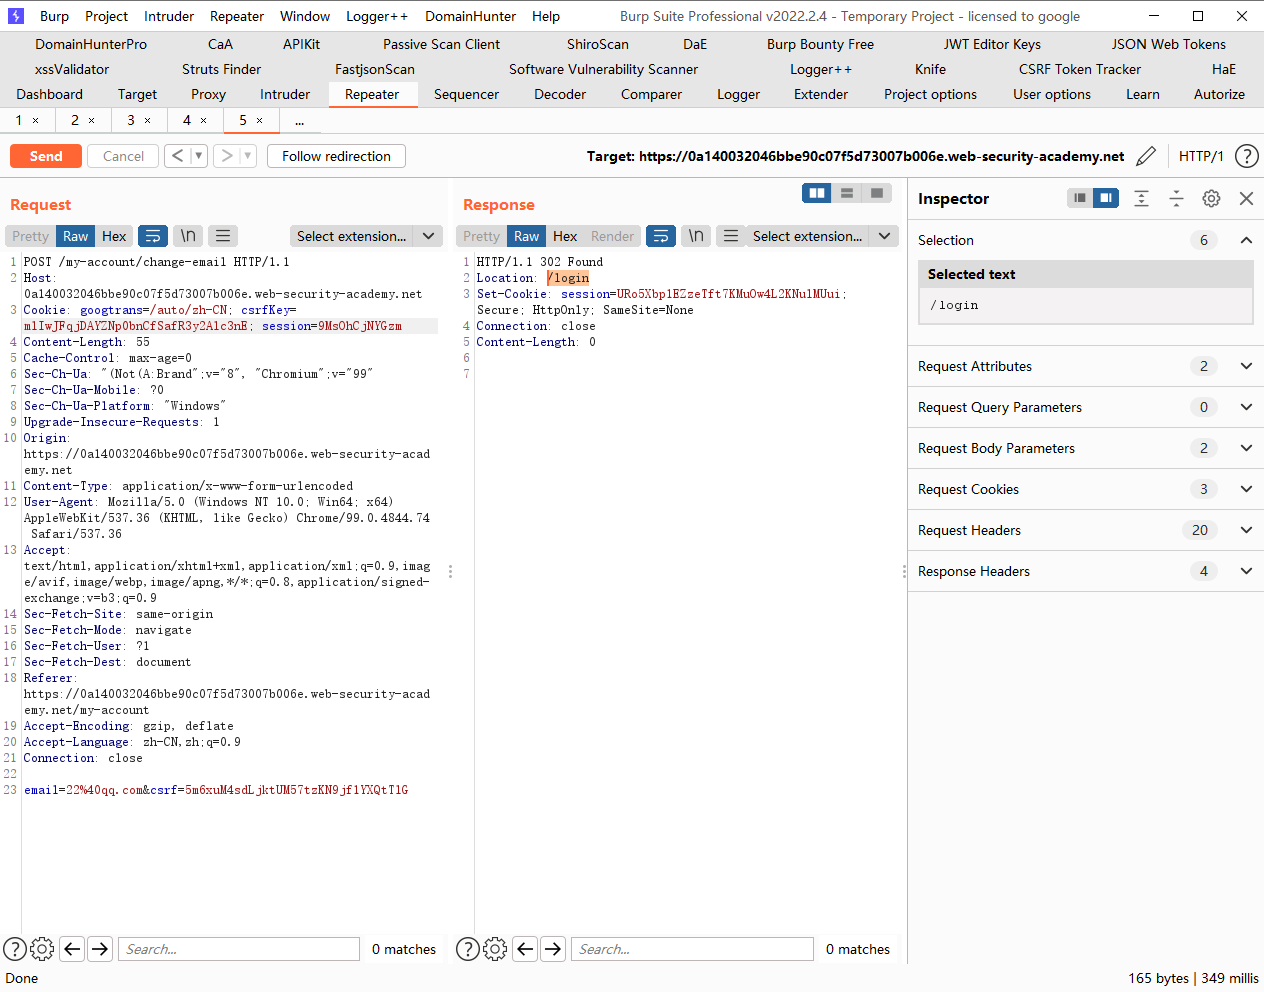 Burp Project Intruder Repeater Window Logger++ DomainHunter Help Burp Suite Professional v2022.2.4 - Temporary Project - licensed to google
DomainHunterPro CaA APIKit Passive Scan Client ShiroScan DaE Burp Bounty Free JWT Editor Keys JSON Web Tokens
xssValidator Struts Finder FastjsonScan Software Vulnerability Scanner Logger++ Knife CSRF Token Tracker HaE
Dashboard Target Proxy Intruder Repeater Sequencer Decoder Comparer Logger Extender Project options User options Learn Autorize
1 × 2 × 3 × 4 × 5 × ...
Send Cancel < > Follow redirection Target: https://0a140032046bbe90c07f5d73007b006e.web-security-academy.net HTTP/1 ?
Request
Pretty Raw Hex \n Select extension...
1 POST /my-account/change-email HTTP/1.1
2 Host:
0a140032046bbe90c07f5d73007b006e.web-security-academy.net
3 Cookie: googtrans=/auto/zh-CN; csrfKey=
mlIwJFqjDAYZNp0bnCfSafR3y2Alc3nE; session=9MsOhCjNYGzm
4 Content-Length: 55
5 Cache-Control: max-age=0
6 Sec-Ch-Ua: "(Not(A:Brand";v="8", "Chromium";v="99"
7 Sec-Ch-Ua-Mobile: ?0
8 Sec-Ch-Ua-Platform: "Windows"
9 Upgrade-Insecure-Requests: 1
10 Origin:
https://0a140032046bbe90c07f5d73007b006e.web-security-acad
emy.net
11 Content-Type: application/x-www-form-urlencoded
12 User-Agent: Mozilla/5.0 (Windows NT 10.0; Win64; x64)
AppleWebKit/537.36 (KHTML, like Gecko) Chrome/99.0.4844.74
Safari/537.36
13 Accept:
text/html,application/xhtml+xml,application/xml;q=0.9,imag
e/avif,image/webp,image/apng,*/*;q=0.8,application/signed-
exchange;v=b3;q=0.9
14 Sec-Fetch-Site: same-origin
15 Sec-Fetch-Mode: navigate
16 Sec-Fetch-User: ?1
17 Sec-Fetch-Dest: document
18 Referer:
https://0a140032046bbe90c07f5d73007b006e.web-security-acad
emy.net/my-account
19 Accept-Encoding: gzip, deflate
20 Accept-Language: zh-CN,zh;q=0.9
21 Connection: close
22
23 email=22%40qq.com&csrf=5m6xuM4sdLjktUM57tzKN9jflYXQtTlG
? Search... 0 matches
Response
Pretty Raw Hex Render \n Select extension...
1 HTTP/1.1 302 Found
2 Location: /login
3 Set-Cookie: session=URo5XbplEZzeTft7KMuOw4L2KNulMUui;
Secure; HttpOnly; SameSite=None
4 Connection: close
5 Content-Length: 0
6
7
? Search... 0 matches
Inspector
Selection 6
Selected text
/login
Request Attributes 2
Request Query Parameters 0
Request Body Parameters 2
Request Cookies 3
Request Headers 20
Response Headers 4
Done 165 bytes | 349 millis